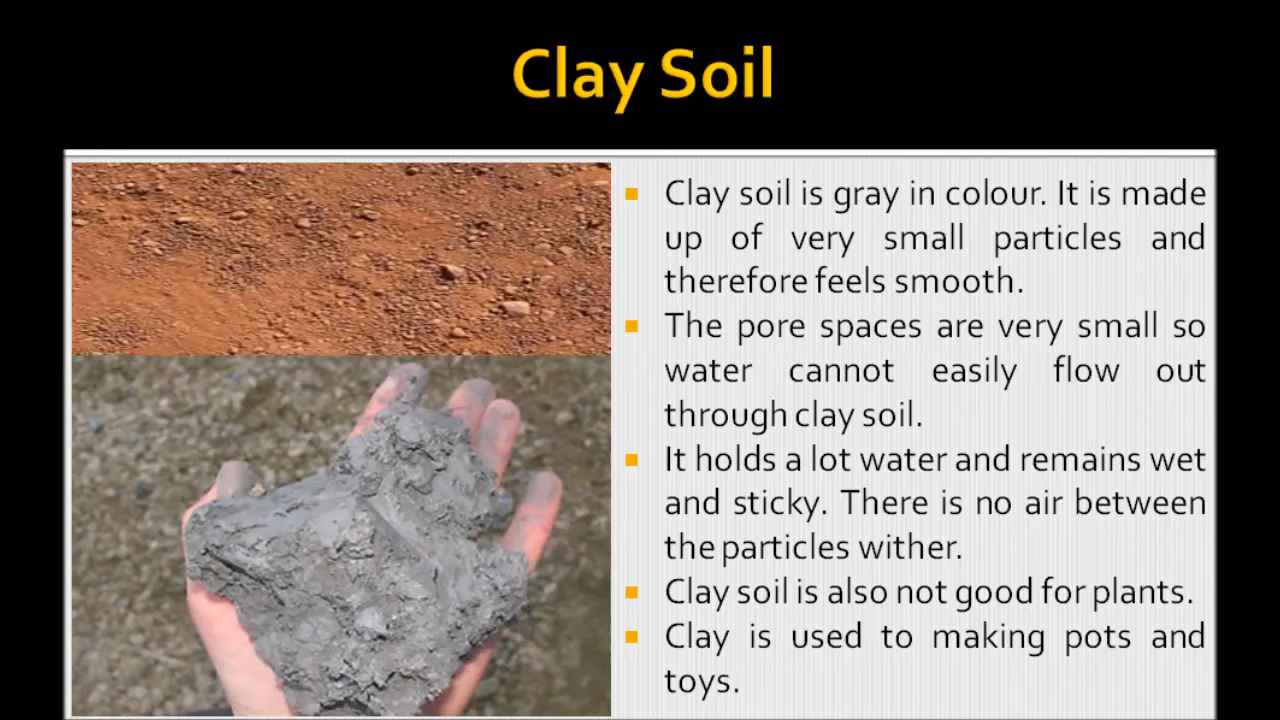 Clay Soil
Clay soil is gray in colour. It is made
up of very small particles and
therefore feels smooth.
The pore spaces are very small so
water cannot easily flow out
through clay soil.
It holds a lot water and remains wet
and sticky. There is no air between
the particles wither.
Clay soil is also not good for plants.
Clay is used to making pots and
toys.